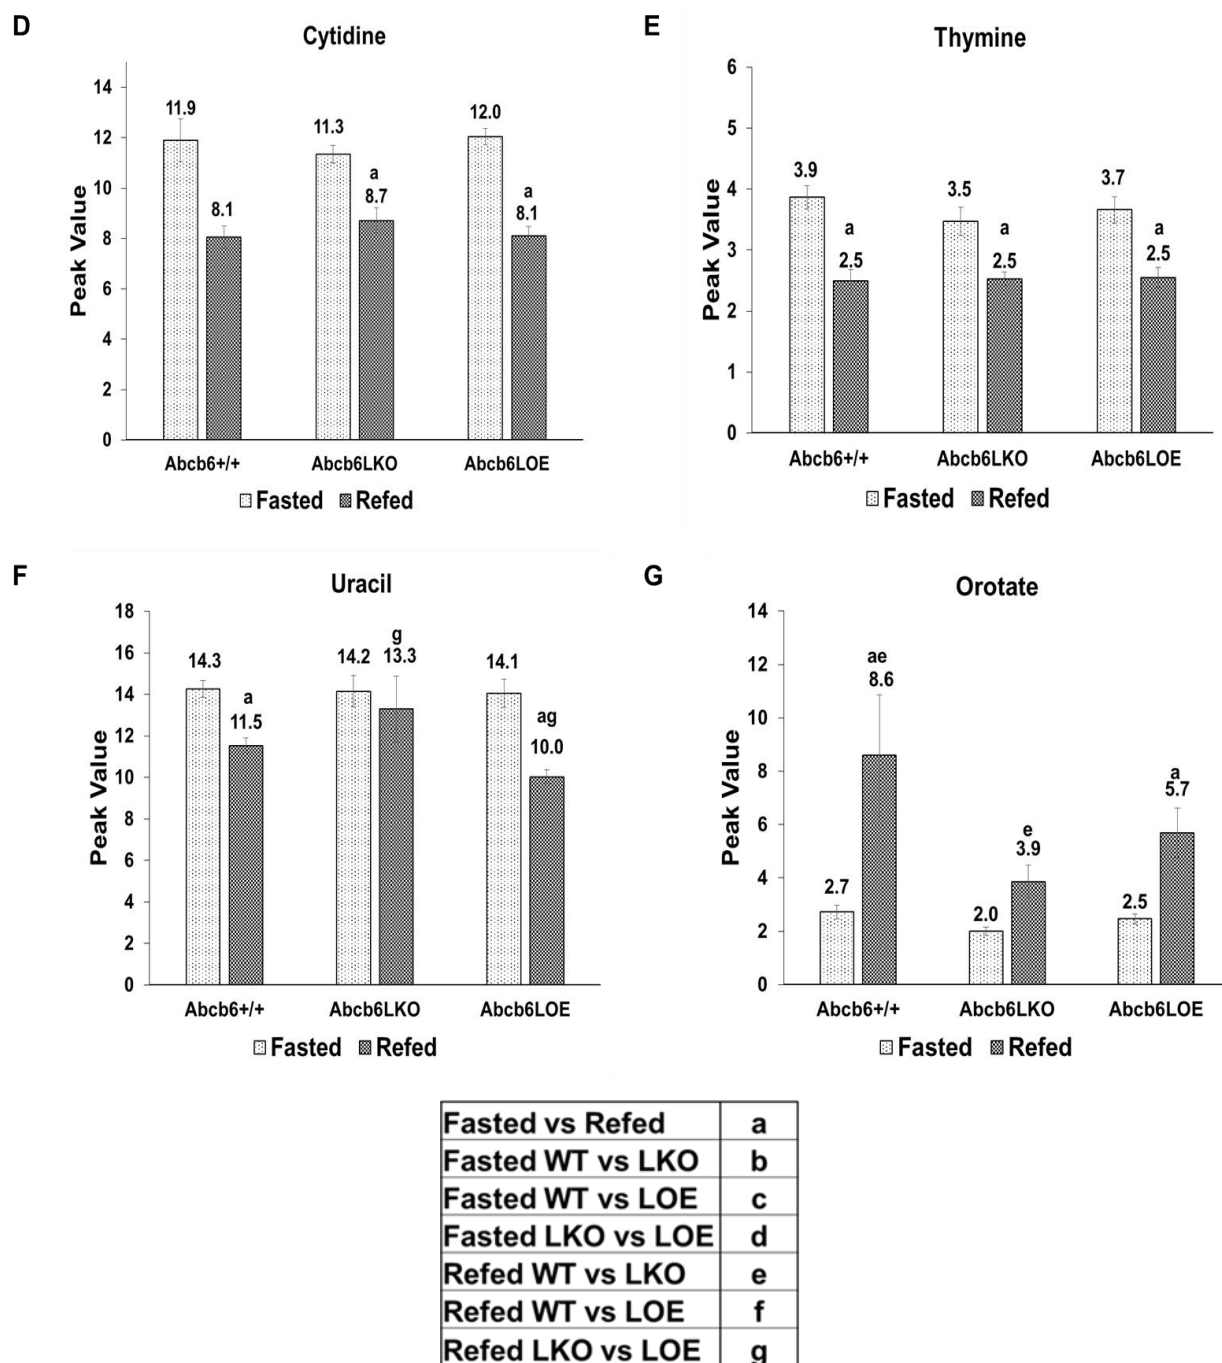 D
Cytidine
Peak Value
14
12
10
8
6
4
2
0
11.9
8.1
11.3
a
8.7
12.0
a
8.1
Abcb6+/+ Abcb6LKO Abcb6LOE
Fasted Refed
E
Thymine
Peak Value
6
5
4
3
2
1
0
3.9
a
2.5
3.5
a
2.5
3.7
a
2.5
Abcb6+/+ Abcb6LKO Abcb6LOE
Fasted Refed
F
Uracil
Peak Value
18
16
14
12
10
8
6
4
2
0
14.3
a
11.5
14.2
g
13.3
14.1
ag
10.0
Abcb6+/+ Abcb6LKO Abcb6LOE
Fasted Refed
G
Orotate
Peak Value
14
12
10
8
6
4
2
0
2.7
ae
8.6
2.0
e
3.9
2.5
a
5.7
Abcb6+/+ Abcb6LKO Abcb6LOE
Fasted Refed
Fasted vs Refed a
Fasted WT vs LKO b
Fasted WT vs LOE c
Fasted LKO vs LOE d
Refed WT vs LKO e
Refed WT vs LOE f
Refed LKO vs LOE g